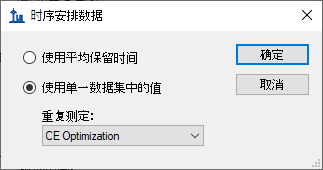 时序安排数据
使用平均保留时间
确定
使用单一数据集中的值
取消
重复测定:
CE Optimization